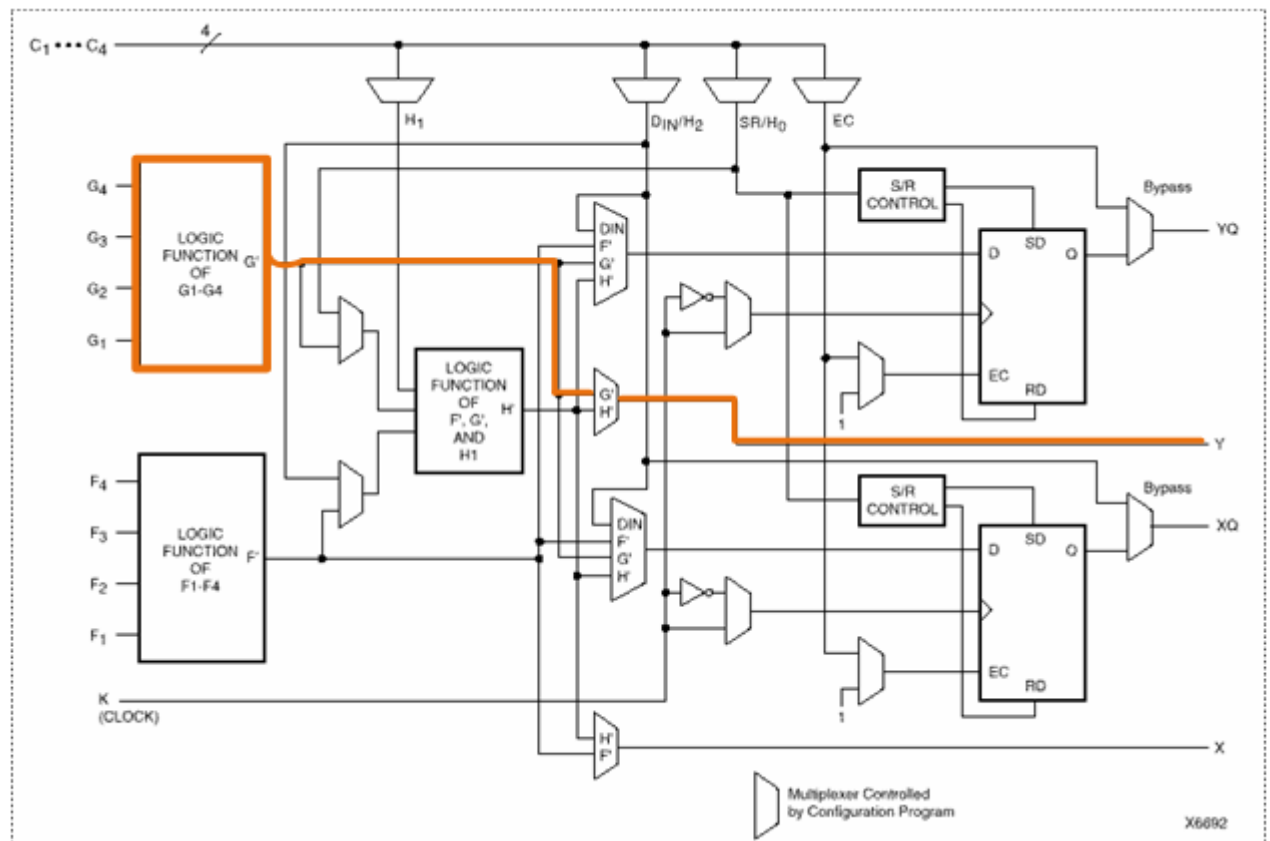 C1 ••• C4
4
H1
DIN/H2
SR/H0
EC
G4
G3
G2
G1
LOGIC
FUNCTION
OF
G1-G4
G'
DIN
F'
G'
H'
S/R
CONTROL
Bypass
D
SD
Q
YQ
EC
RD
1
LOGIC
FUNCTION
OF
F', G',
AND
H1
H'
G'
H'
Y
F4
F3
F2
F1
LOGIC
FUNCTION
OF
F1-F4
F'
DIN
F'
G'
H'
S/R
CONTROL
Bypass
D
SD
Q
XQ
EC
RD
1
K
(CLOCK)
H'
F'
X
Multiplexer Controlled
by Configuration Program
X6692